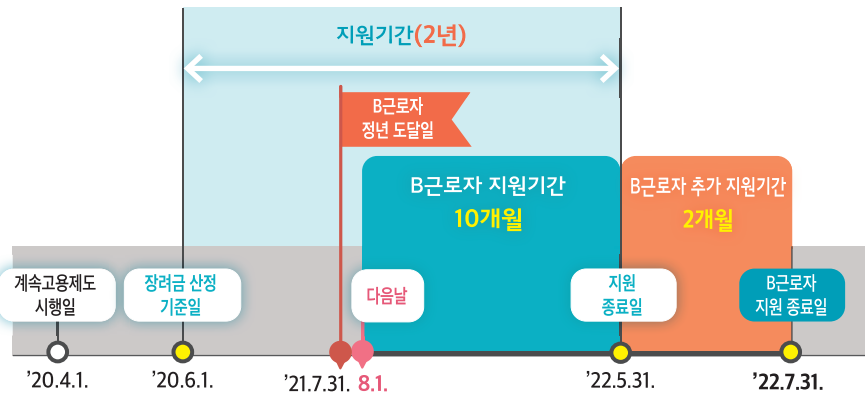 지원기간(2년)
B근로자
정년 도달일
B근로자 지원기간
10개월
B근로자 추가 지원기간
2개월
계속고용제도
시행일
장려금 산정
기준일
다음날
지원
종료일
B근로자
지원 종료일
’20.4.1.
’20.6.1.
’21.7.31.
8.1.
’22.5.31.
’22.7.31.